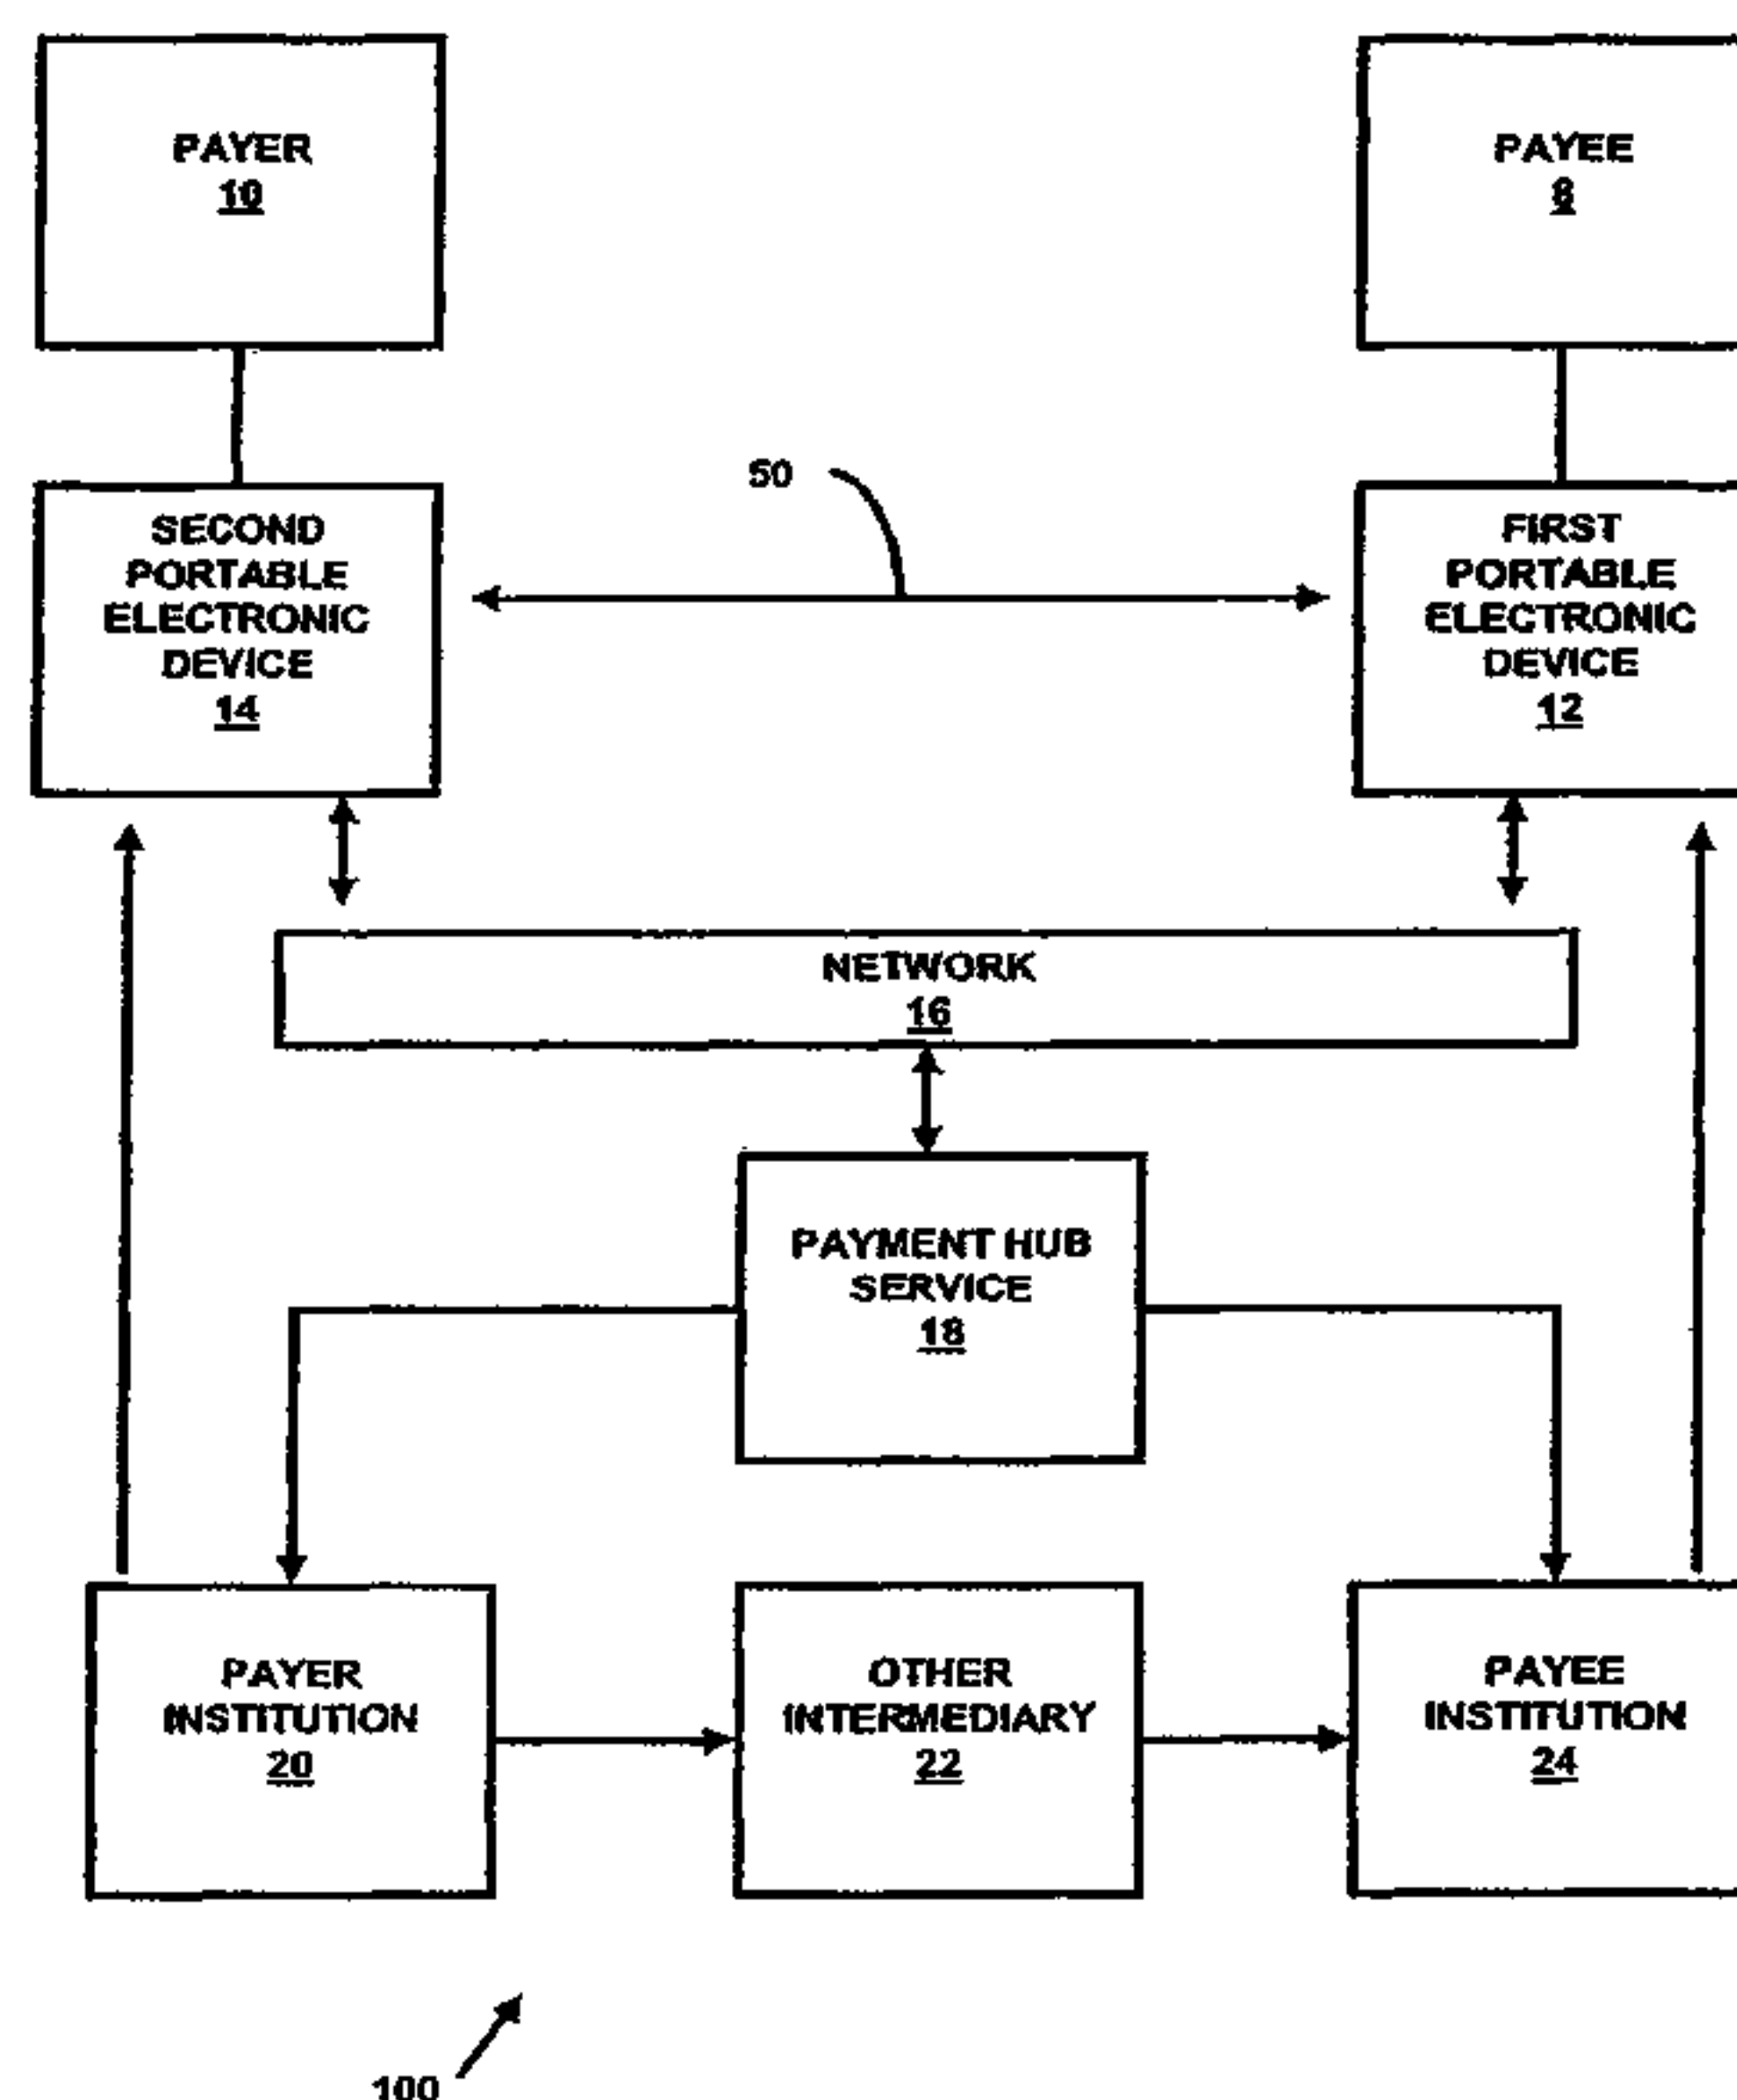 PAYER
10
PAYEE
50
SECOND
PORTABLE
ELECTRONIC
DEVICE
14
FIRST
PORTABLE
ELECTRONIC
DEVICE
12
NETWORK
16
PAYMENT HUB
SERVICE
18
PAYER
INSTITUTION
20
OTHER
INTERMEDIARY
22
PAYEE
INSTITUTION
24
100